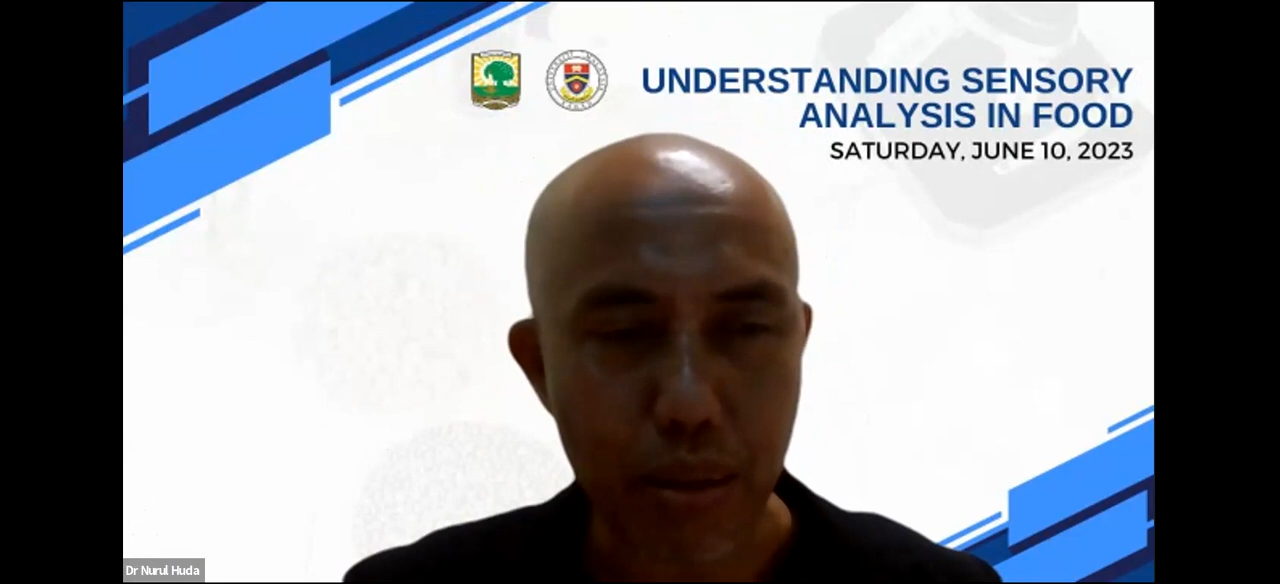 UNDERSTANDING SENSORY
ANALYSIS IN FOOD
SATURDAY, JUNE 10, 2023
Dr Nurul Huda